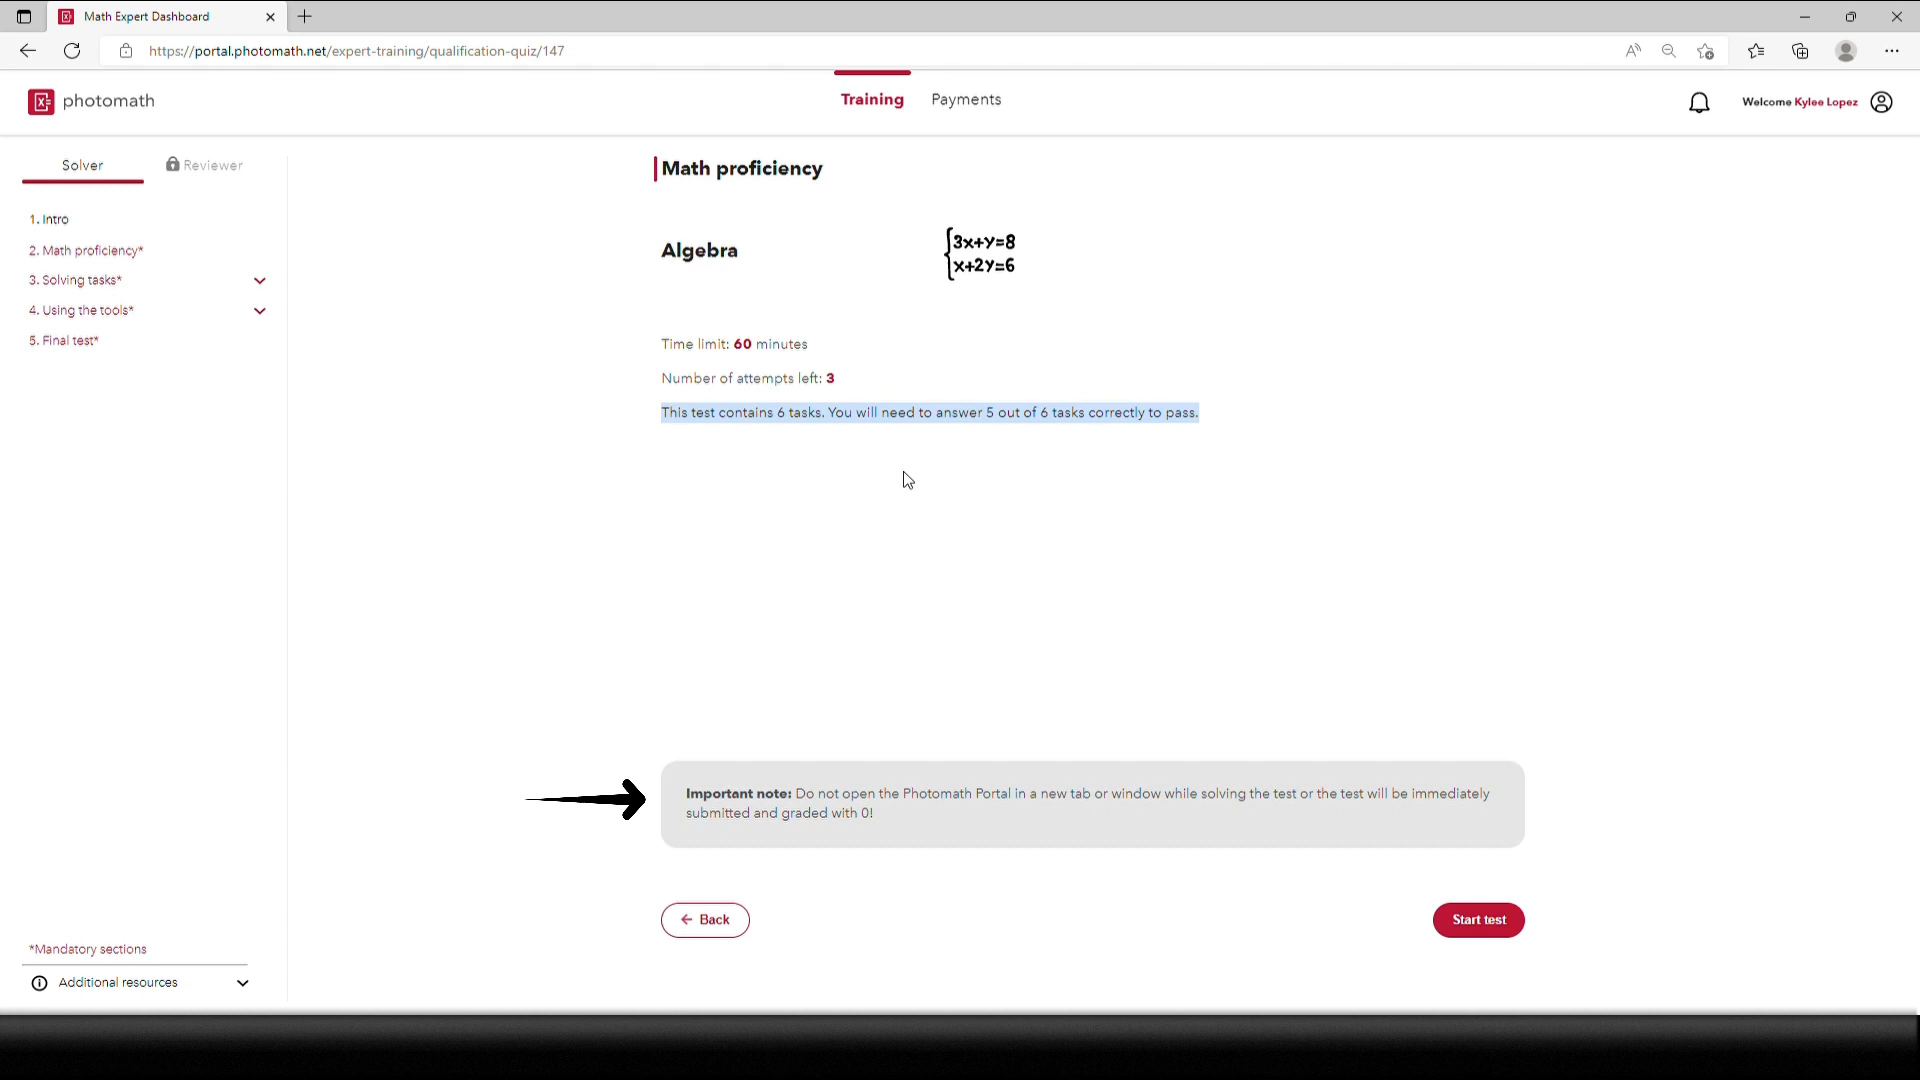 Math Expert Dashboard
https://portal.photomath.net/expert-training/qualification-quiz/147
photomath
Training
Payments
Welcome Kylee Lopez
Solver
Reviewer
1. Intro
2. Math proficiency*
3. Solving tasks*
4. Using the tools*
5. Final test*
Math proficiency
Algebra
3x+y=8
x+2y=6
Time limit: 60 minutes
Number of attempts left: 3
This test contains 6 tasks. You will need to answer 5 out of 6 tasks correctly to pass.
Important note: Do not open the Photomath Portal in a new tab or window while solving the test or the test will be immediately
submitted and graded with 0!
Back
Start test
*Mandatory sections
Additional resources